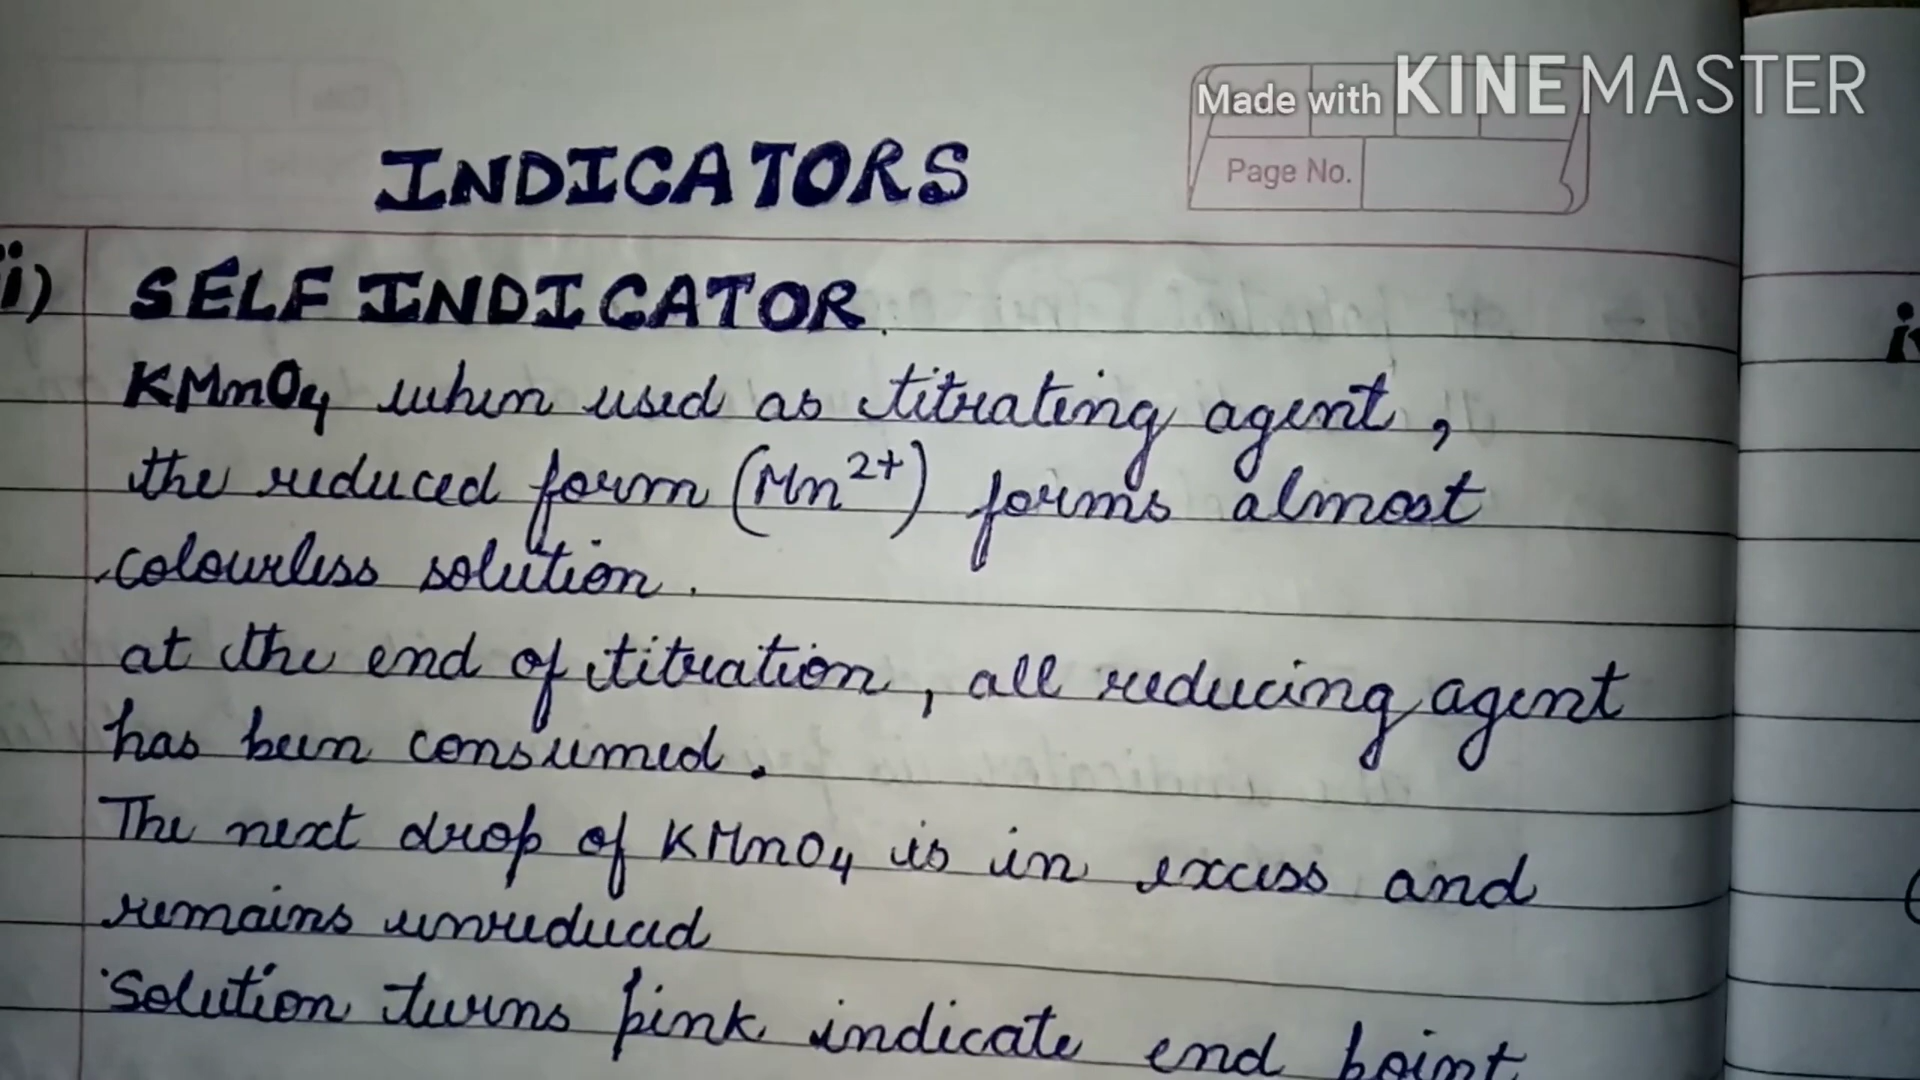 Made with KINEMASTER
Page No.
INDICATORS
i) SELF INDICATOR
KMnO4 when used as titrating agent,
the reduced form (Mn2+) forms almost
colourless solution.
at the end of titration, all reducing agent
has been consumed.
The next drop of KMnO4 is in excess and
remains unreduced
Solution turns pink indicate end point